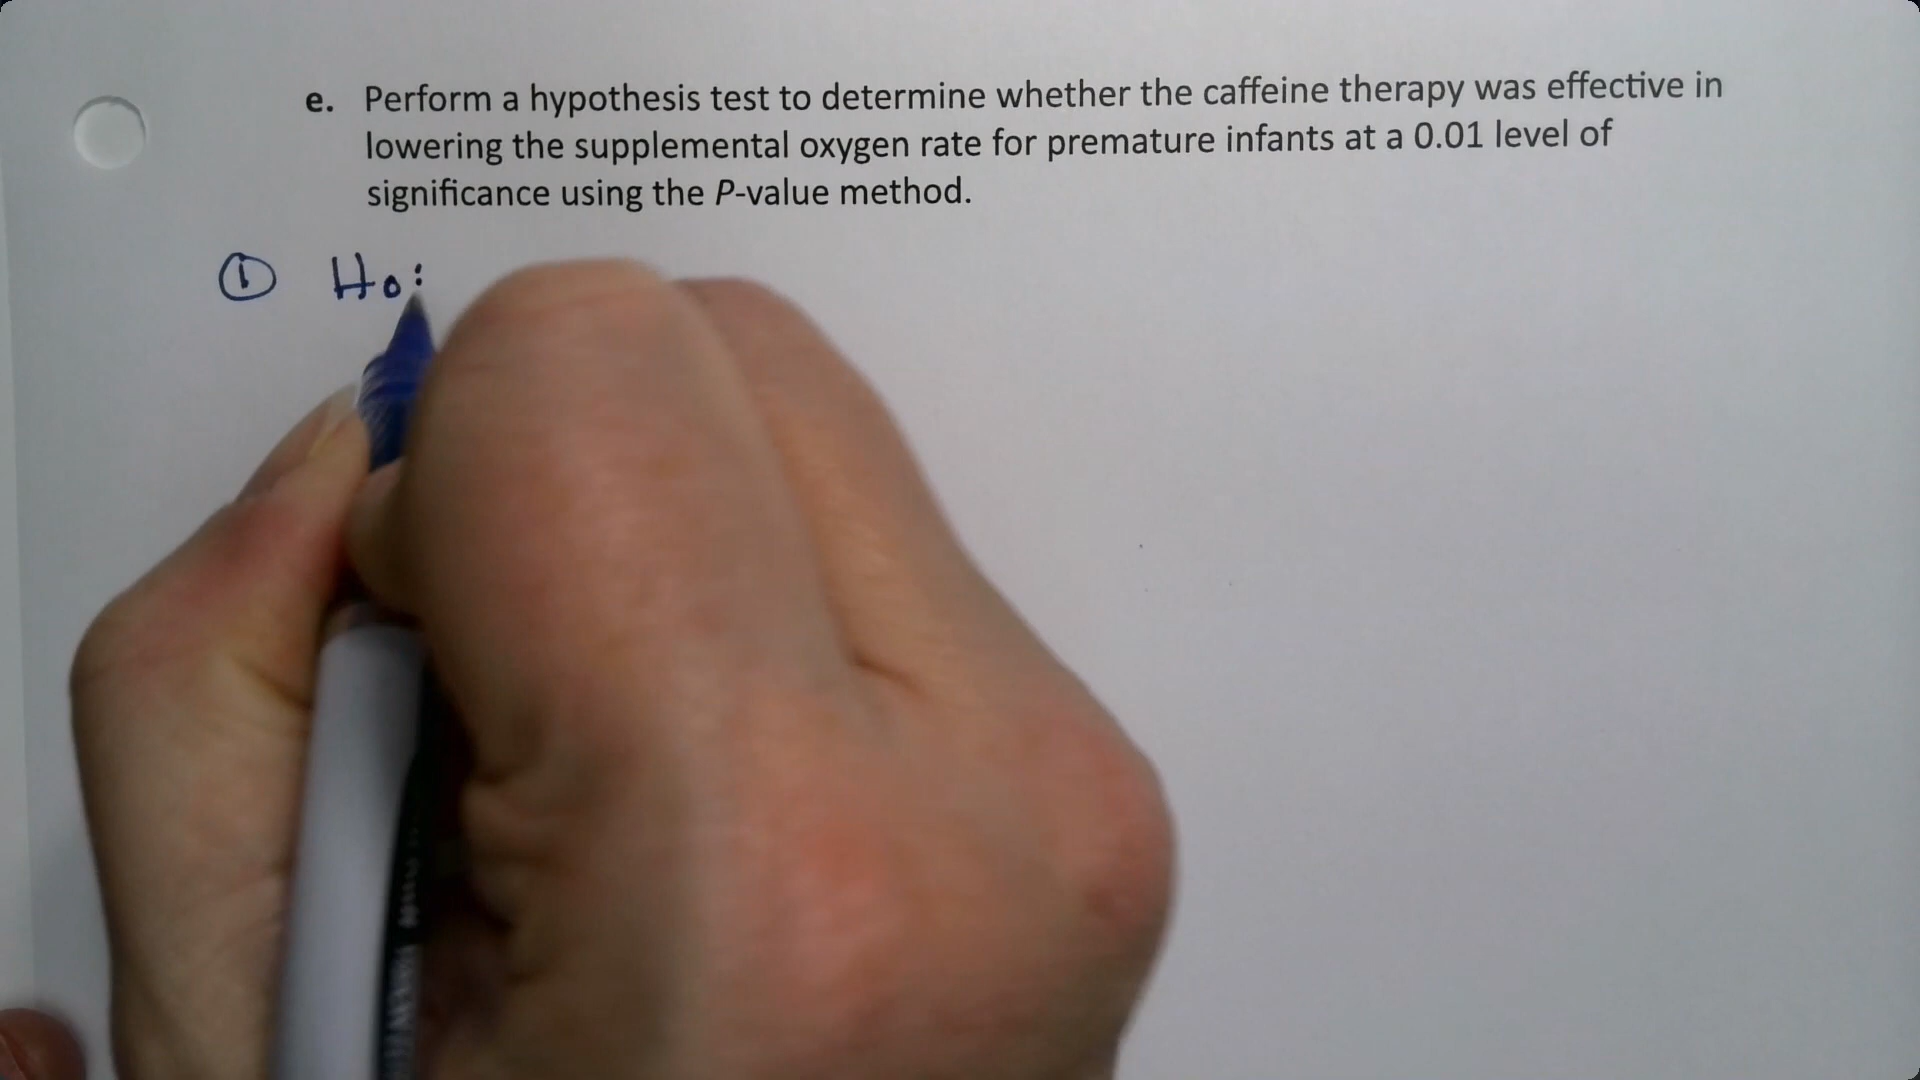 e. Perform a hypothesis test to determine whether the caffeine therapy was effective in
lowering the supplemental oxygen rate for premature infants at a 0.01 level of
significance using the P-value method.
① Ho: